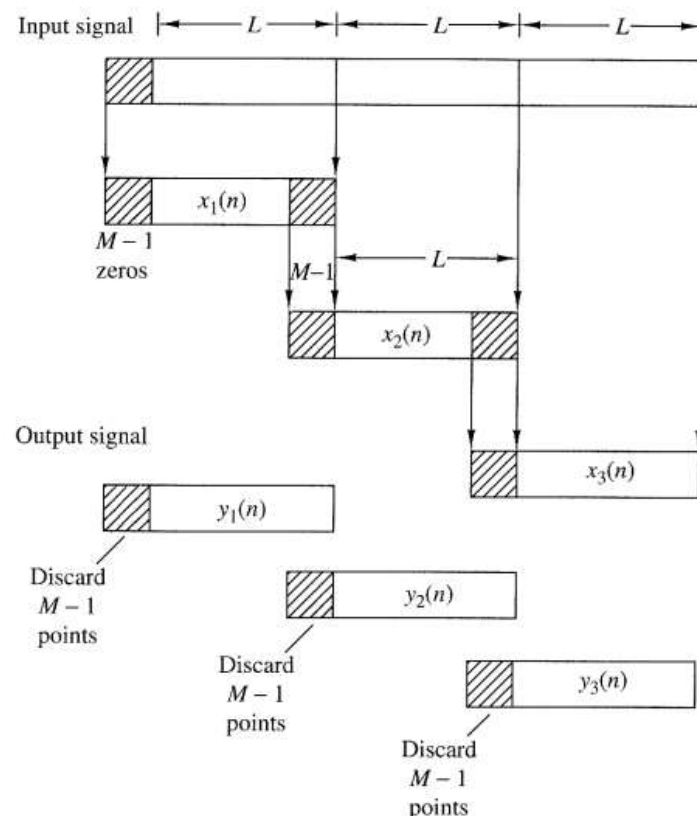 Input signal
L L L
x₁(n)
M – 1
zeros
M–1
L
x₂(n)
Output signal
x₃(n)
y₁(n)
Discard
M – 1
points
y₂(n)
Discard
M – 1
points
y₃(n)
Discard
M – 1
points